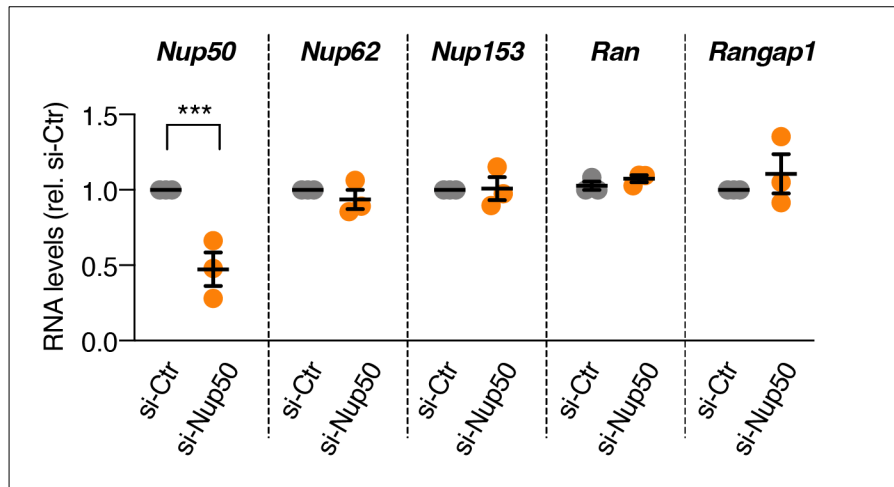 Nup50 Nup62 Nup153 Ran Rangap1
RNA levels (rel. si-Ctr)
1.5
1.0
0.5
0.0
***
si-Ctr si-Nup50 si-Ctr si-Nup50 si-Ctr si-Nup50 si-Ctr si-Nup50 si-Ctr si-Nup50